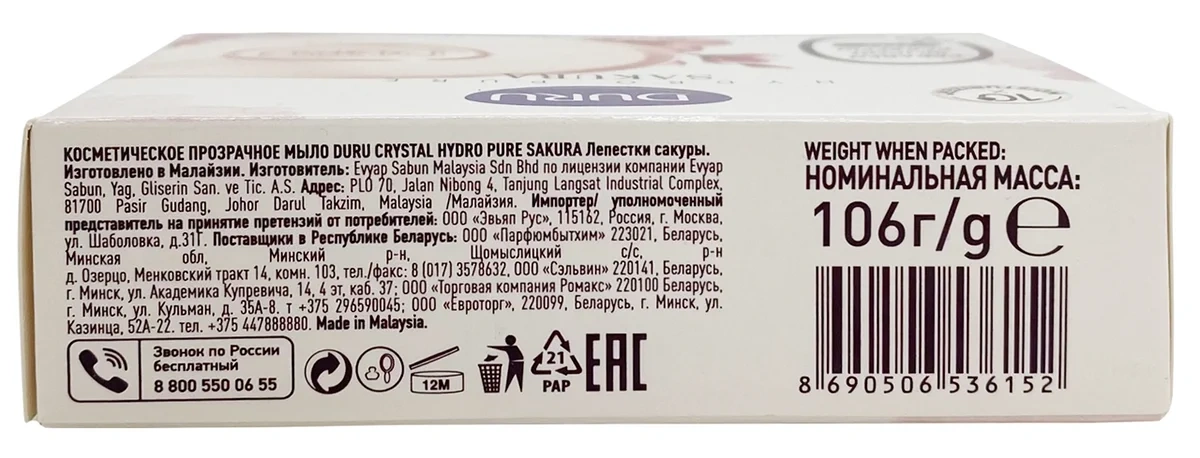 DURU
HYDRO PURE
SAKURA
КОСМЕТИЧЕСКОЕ ПРОЗРАЧНОЕ МЫЛО DURU CRYSTAL HYDRO PURE SAKURA Лепестки сакуры.
Изготовлено в Малайзии. Изготовитель: Evyap Sabun Malaysia Sdn Bhd по лицензии компании Evyap
Sabun, Yag, Gliserin San. ve Tic. A.S. Адрес: PLO 70, Jalan Nibong 4, Tanjung Langsat Industrial Complex,
81700 Pasir Gudang, Johor Darul Takzim, Malaysia /Малайзия. Импортер/ уполномоченный
представитель на принятие претензий от потребителей: ООО «Эвьяп Рус», 115162, Россия, г. Москва,
ул. Шаболовка, д.31Г. Поставщики в Республике Беларусь: ООО «Парфюмбытхим» 223021, Беларусь,
Минская обл, Минский р-н, Щомыслицкий с/с, р-н
д. Озерцо, Менковский тракт 14, комн. 103, тел./факс: 8 (017) 3578632, ООО «Сэльвин» 220141, Беларусь,
г. Минск, ул. Академика Купревича, 14, 4 эт, каб. 37; ООО «Торговая компания Ромакс» 220100 Беларусь,
г. Минск, ул. Кульман, д. 35А-8. т +375 296590045; ООО «Евроторг», 220099, Беларусь, г. Минск, ул.
Казинца, 52А-22. тел. +375 447888880. Made in Malaysia.
Звонок по России
бесплатный
8 800 550 06 55
12M
21
PAP
EAC
WEIGHT WHEN PACKED:
НОМИНАЛЬНАЯ МАССА:
106г/g ℮
8 690506 536152